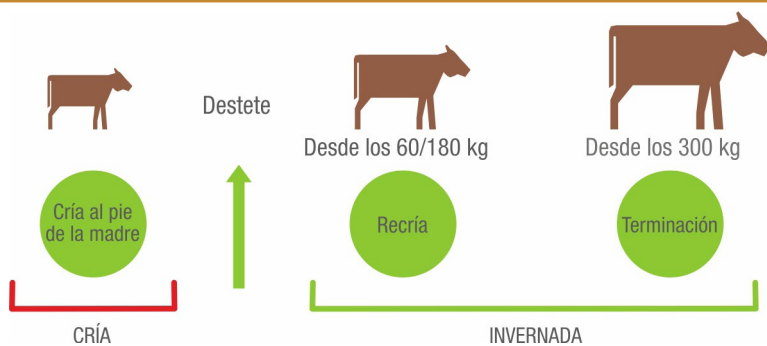 Destete
Desde los 60/180 kg
Desde los 300 kg
Cría al pie
de la madre
Recría
Terminación
CRÍA
INVERNADA